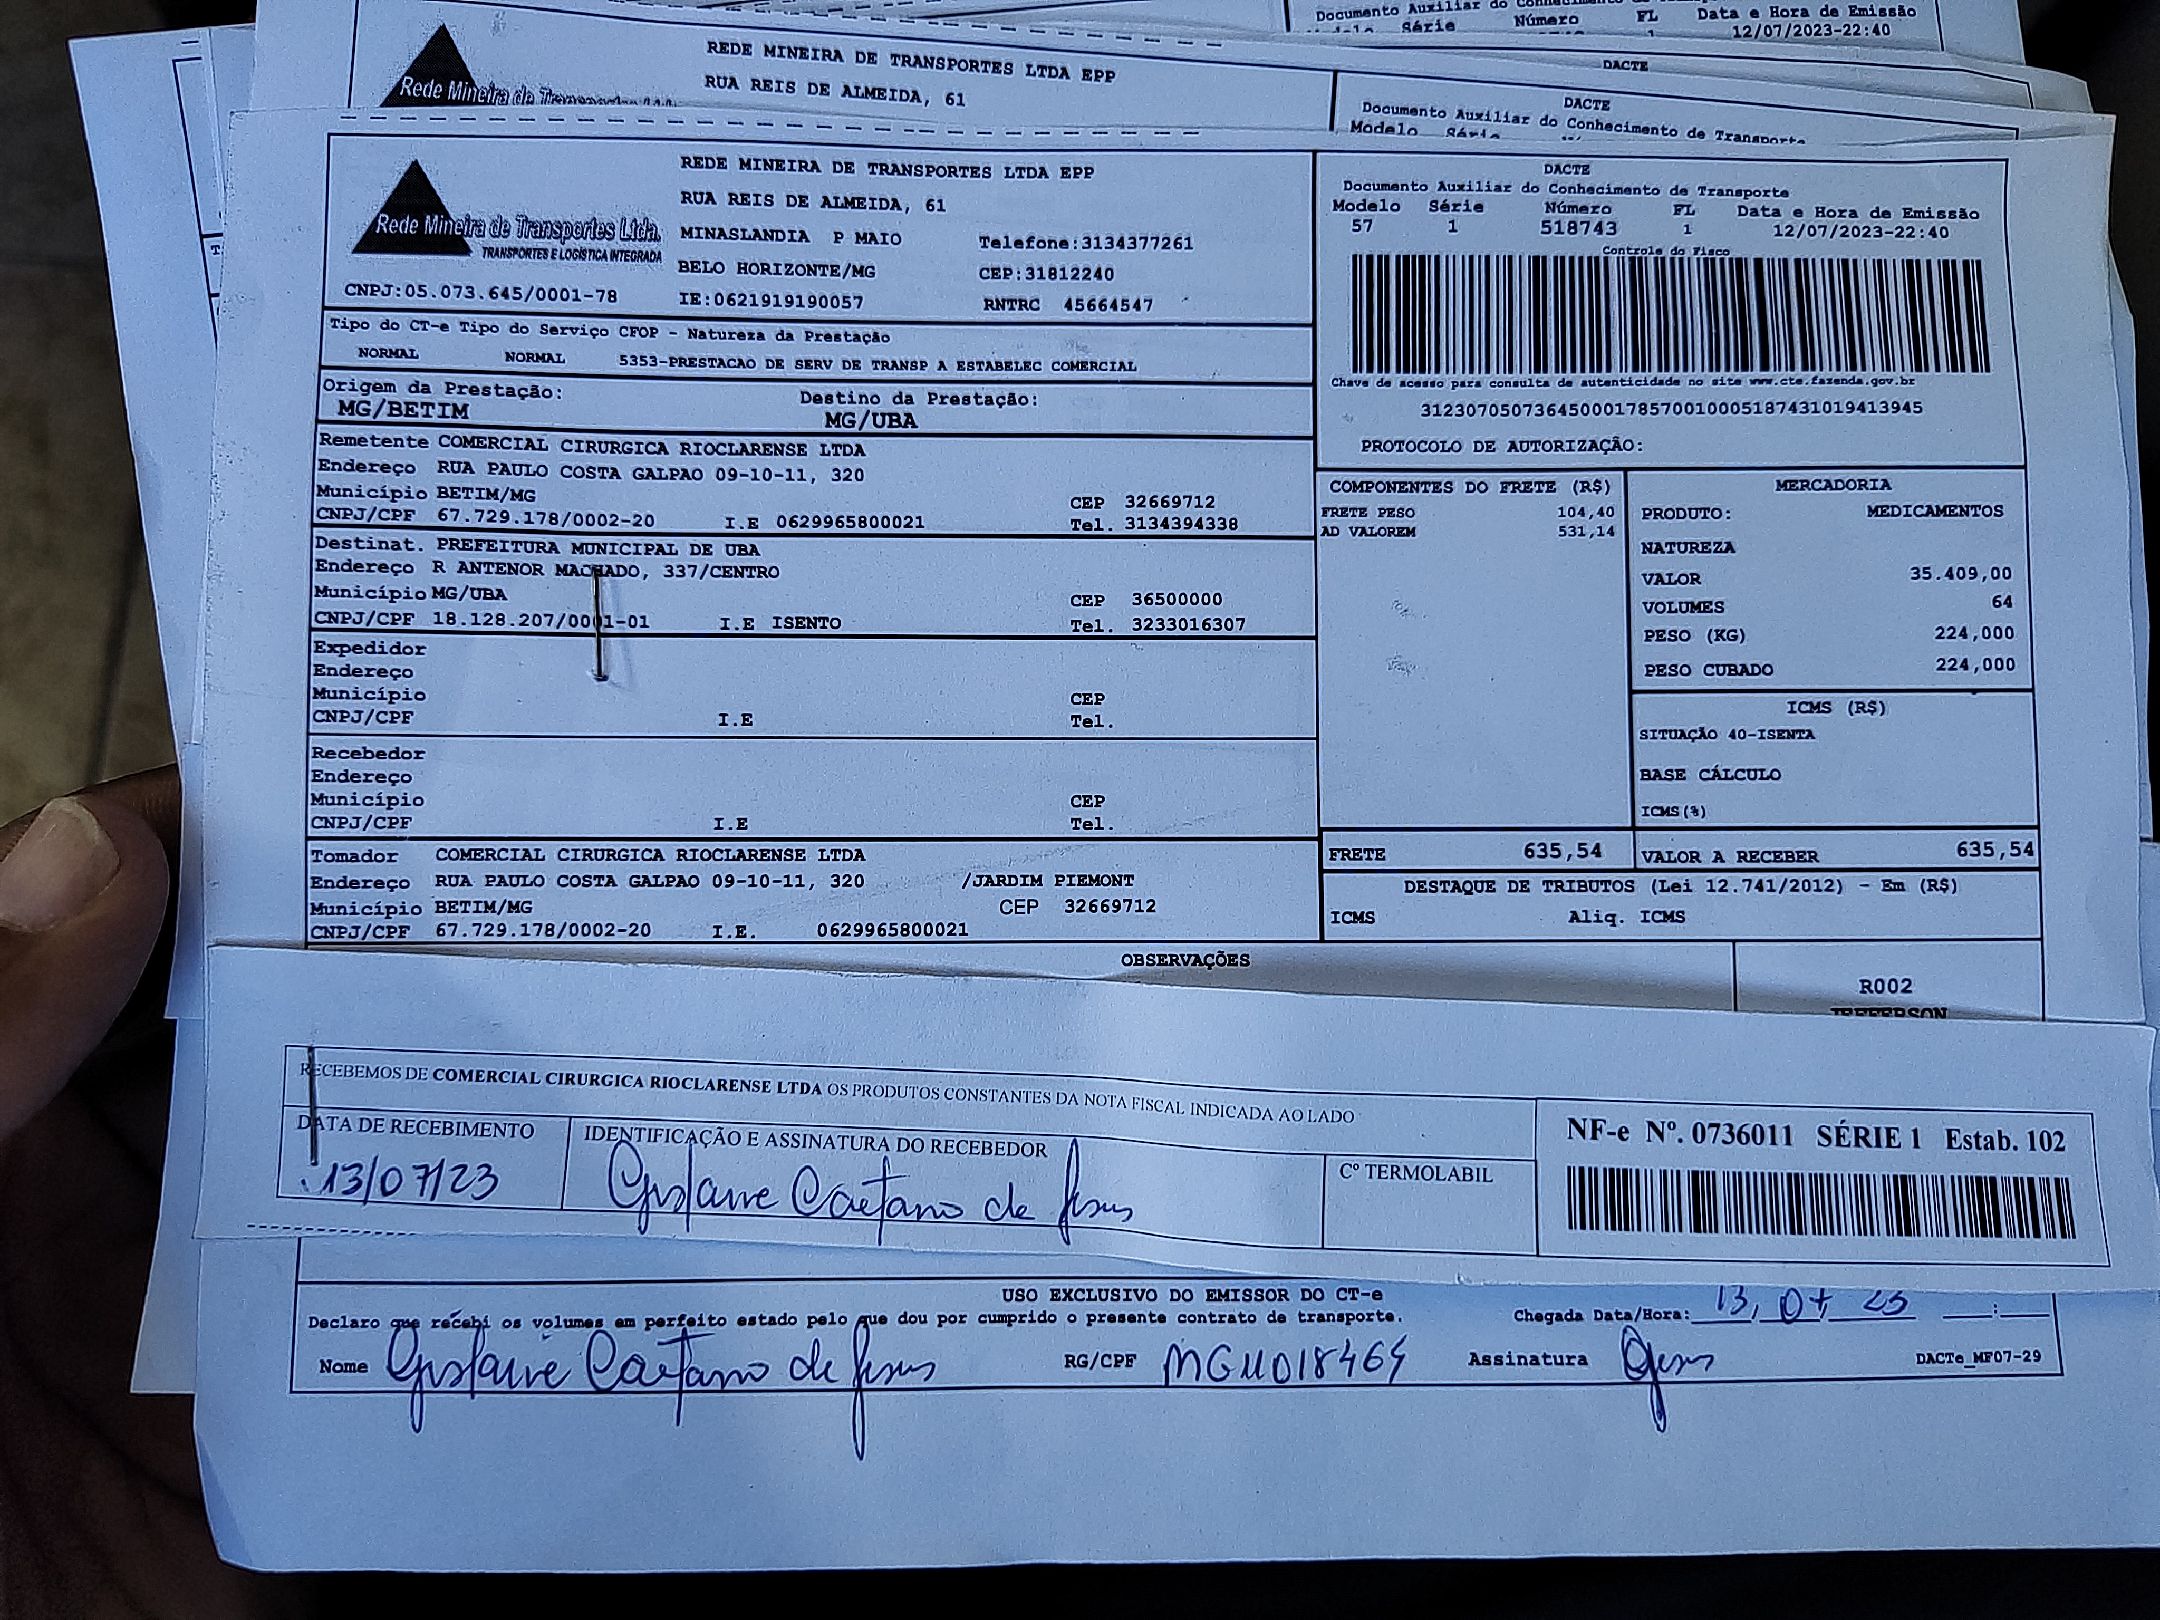 Documento Auxiliar do Conhecimento de
Número FL Data e Hora de Emissão
Série 1 12/07/2023-22:40
REDE MINEIRA DE TRANSPORTES LTDA EPP
RUA REIS DE ALMEIDA, 61
Rede Mineira de Transportes Ltda.
DACTE
DACTE
Documento Auxiliar do Conhecimento de Transporte
Modelo Série
REDE MINEIRA DE TRANSPORTES LTDA EPP
RUA REIS DE ALMEIDA, 61
Rede Mineira de Transportes Ltda.
TRANSPORTES E LOGÍSTICA INTEGRADA
MINASLANDIA P MAIO Telefone:3134377261
BELO HORIZONTE/MG CEP:31812240
CNPJ:05.073.645/0001-78 IE:0621919190057 RNTRC 45664547
DACTE
Documento Auxiliar do Conhecimento de Transporte
Modelo Série Número FL Data e Hora de Emissão
57 1 518743 1 12/07/2023-22:40
Controle do Fisco
Chave de acesso para consulta de autenticidade no site www.cte.fazenda.gov.br
31230705073645000178570010005187431019413945
PROTOCOLO DE AUTORIZAÇÃO:
Tipo do CT-e Tipo do Serviço CFOP - Natureza da Prestação
NORMAL NORMAL 5353-PRESTACAO DE SERV DE TRANSP A ESTABELEC COMERCIAL
Origem da Prestação: Destino da Prestação:
MG/BETIM MG/UBA
Remetente COMERCIAL CIRURGICA RIOCLARENSE LTDA
Endereço RUA PAULO COSTA GALPAO 09-10-11, 320
Município BETIM/MG CEP 32669712
CNPJ/CPF 67.729.178/0002-20 I.E 0629965800021 Tel. 3134394338
Destinat. PREFEITURA MUNICIPAL DE UBA
Endereço R ANTENOR MACHADO, 337/CENTRO
Município MG/UBA CEP 36500000
CNPJ/CPF 18.128.207/0001-01 I.E ISENTO Tel. 3233016307
Expedidor
Endereço
Município CEP
CNPJ/CPF I.E Tel.
Recebedor
Endereço
Município CEP
CNPJ/CPF I.E Tel.
Tomador COMERCIAL CIRURGICA RIOCLARENSE LTDA
Endereço RUA PAULO COSTA GALPAO 09-10-11, 320 /JARDIM PIEMONT
Município BETIM/MG CEP 32669712
CNPJ/CPF 67.729.178/0002-20 I.E. 0629965800021
COMPONENTES DO FRETE (R$)
FRETE PESO 104,40
AD VALOREM 531,14
MERCADORIA
PRODUTO: MEDICAMENTOS
NATUREZA
VALOR 35.409,00
VOLUMES 64
PESO (KG) 224,000
PESO CUBADO 224,000
ICMS (R$)
SITUAÇÃO 40-ISENTA
BASE CÁLCULO
ICMS(%)
FRETE 635,54 VALOR A RECEBER 635,54
DESTAQUE DE TRIBUTOS (Lei 12.741/2012) - Em (R$)
ICMS Aliq. ICMS
OBSERVAÇÕES
R002
JEFFERSON
RECEBEMOS DE COMERCIAL CIRURGICA RIOCLARENSE LTDA OS PRODUTOS CONSTANTES DA NOTA FISCAL INDICADA AO LADO
DATA DE RECEBIMENTO IDENTIFICAÇÃO E ASSINATURA DO RECEBEDOR Cº TERMOLABIL
13/07/23 Gustavo Caetano de Jesus
NF-e Nº. 0736011 SÉRIE 1 Estab. 102
USO EXCLUSIVO DO EMISSOR DO CT-e
Declaro que recebi os volumes em perfeito estado pelo que dou por cumprido o presente contrato de transporte. Chegada Data/Hora: 13, 07, 23 :
Nome Gustavo Caetano de Jesus RG/CPF MG11018464 Assinatura Gjesus DACTe_MF07-29